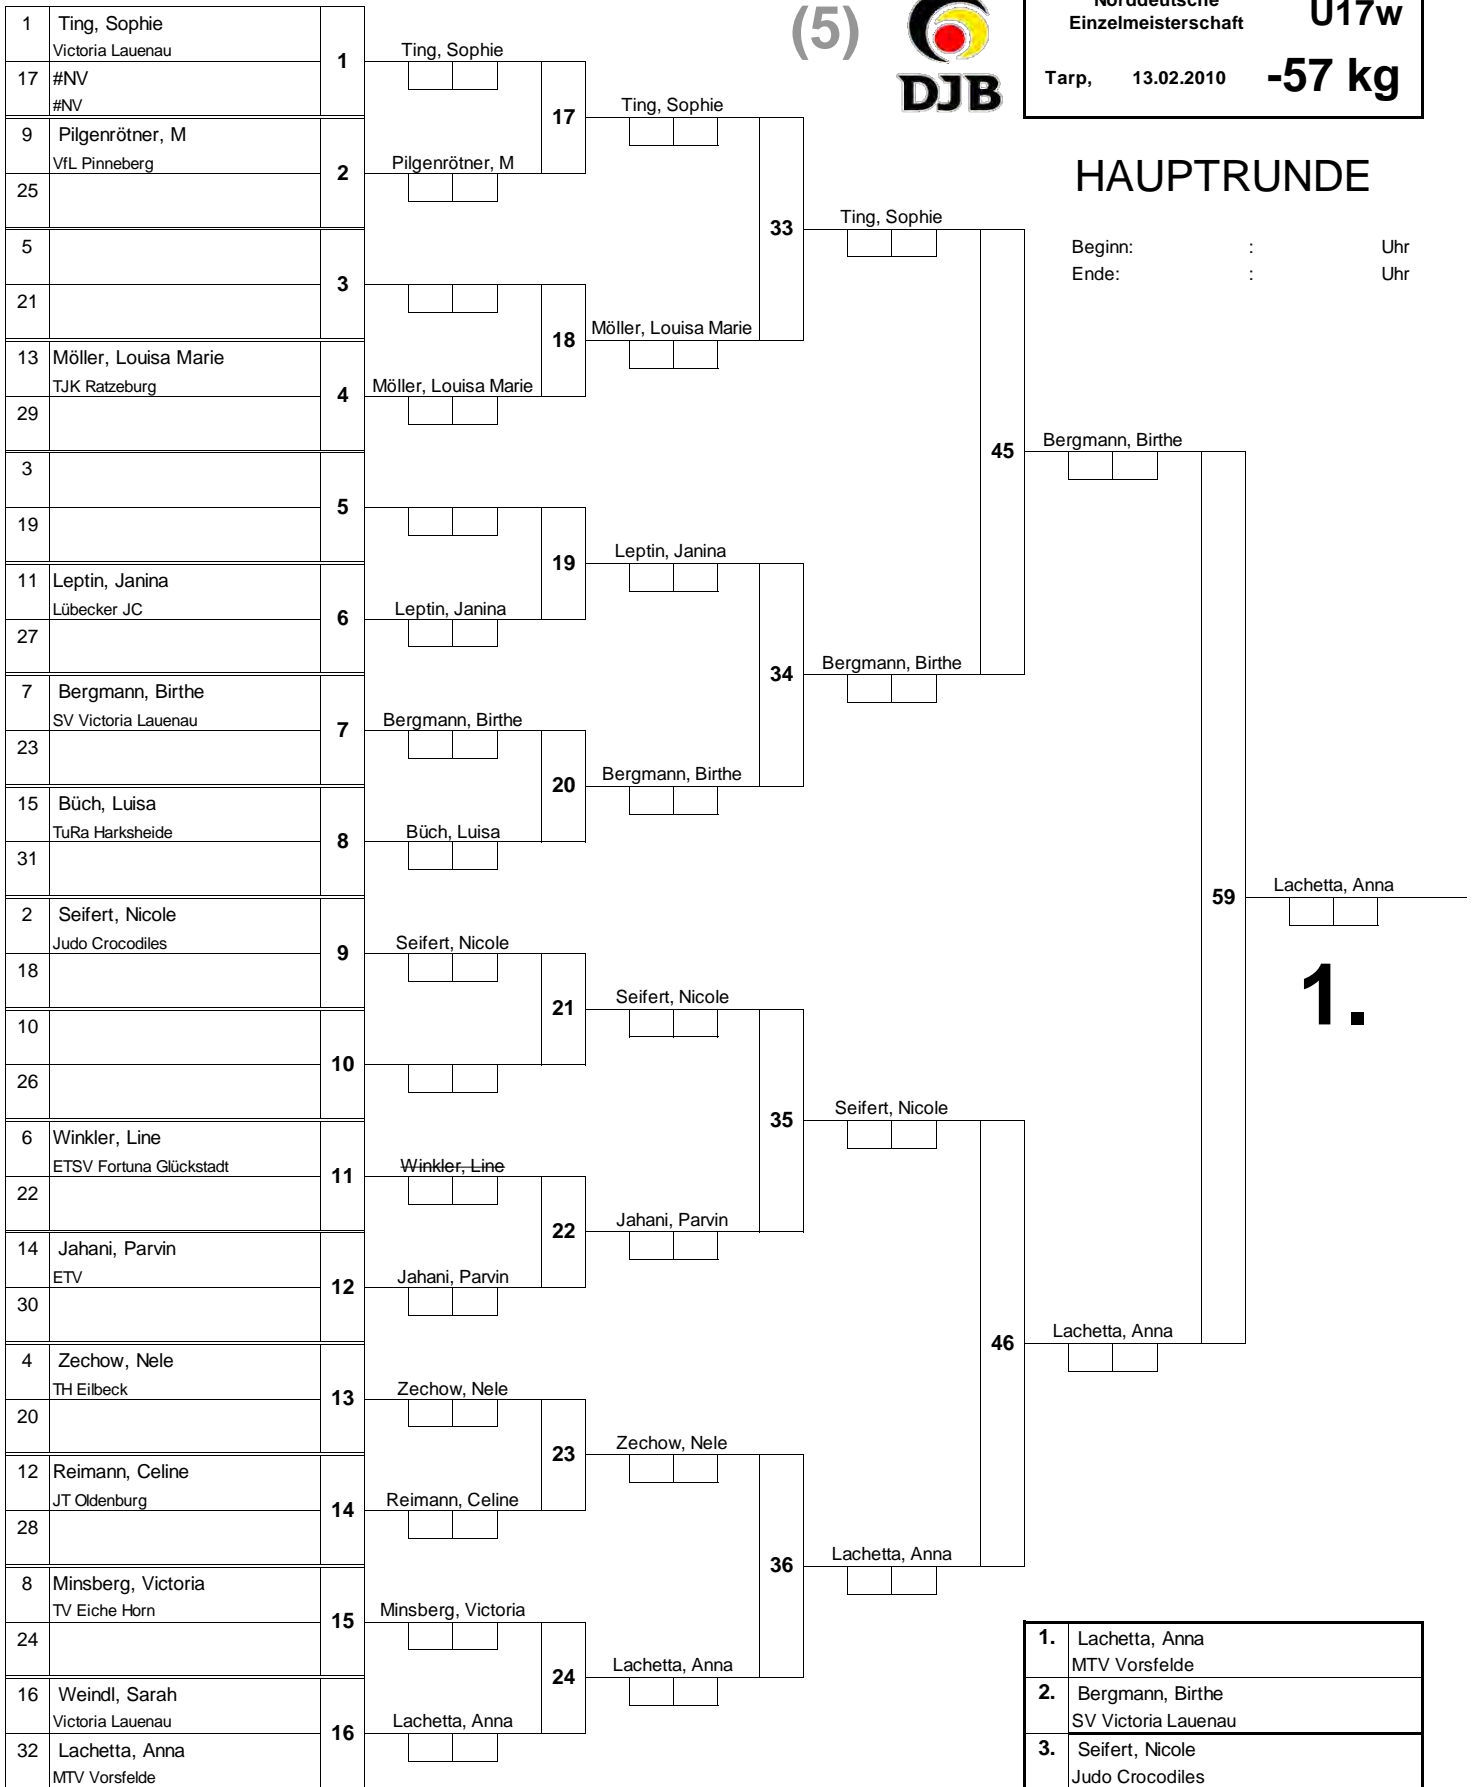 (5)
DJB
Norddeutsche
Einzelmeisterschaft
U17w
Tarp, 13.02.2010 -57 kg
HAUPTRUNDE
Beginn: : Uhr
Ende: : Uhr
1 Ting, Sophie
Victoria Lauenau
17 #NV
#NV
1
9 Pilgenrötner, M
VfL Pinneberg
25
2
5
21
3
13 Möller, Louisa Marie
TJK Ratzeburg
29
4
3
19
5
11 Leptin, Janina
Lübecker JC
27
6
7 Bergmann, Birthe
SV Victoria Lauenau
23
7
15 Büch, Luisa
TuRa Harksheide
31
8
2 Seifert, Nicole
Judo Crocodiles
18
9
10
26
10
6 Winkler, Line
ETSV Fortuna Glückstadt
22
11
14 Jahani, Parvin
ETV
30
12
4 Zechow, Nele
TH Eilbeck
20
13
12 Reimann, Celine
JT Oldenburg
28
14
8 Minsberg, Victoria
TV Eiche Horn
24
15
16 Weindl, Sarah
Victoria Lauenau
32 Lachetta, Anna
MTV Vorsfelde
16
Ting, Sophie
17
Pilgenrötner, M
18
Möller, Louisa Marie
19
Leptin, Janina
Bergmann, Birthe
20
Büch, Luisa
Seifert, Nicole
21
Winkler, Line
22
Jahani, Parvin
Zechow, Nele
23
Reimann, Celine
Minsberg, Victoria
24
Lachetta, Anna
Ting, Sophie
33
Möller, Louisa Marie
Leptin, Janina
34
Bergmann, Birthe
Seifert, Nicole
35
Jahani, Parvin
Zechow, Nele
36
Lachetta, Anna
Ting, Sophie
45
Bergmann, Birthe
Seifert, Nicole
46
Lachetta, Anna
Bergmann, Birthe
59
Lachetta, Anna
Lachetta, Anna
1.
1. Lachetta, Anna
MTV Vorsfelde
2. Bergmann, Birthe
SV Victoria Lauenau
3. Seifert, Nicole
Judo Crocodiles